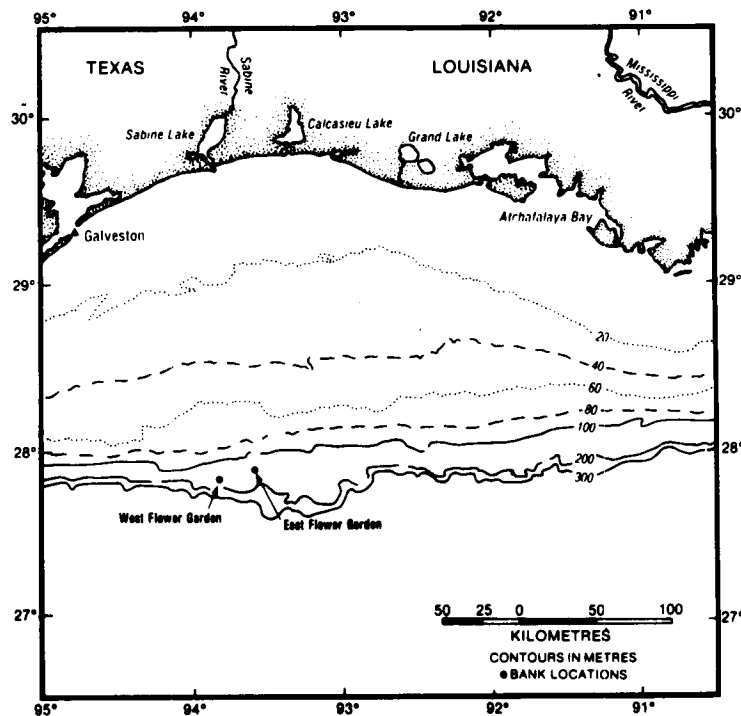 95° 94° 93° 92° 91°
TEXAS
LOUISIANA
Sabine River
Mississippi River
30° 30°
Sabine Lake
Calcasieu Lake
Grand Lake
Atchafalaya Bay
Galveston
29° 29°
20
40
60
80
100
28° 28°
200
300
West Flower Garden
East Flower Garden
27° 27°
50 25 0 50 100
KILOMETRES
CONTOURS IN METRES
BANK LOCATIONS
95° 94° 93° 92° 91°